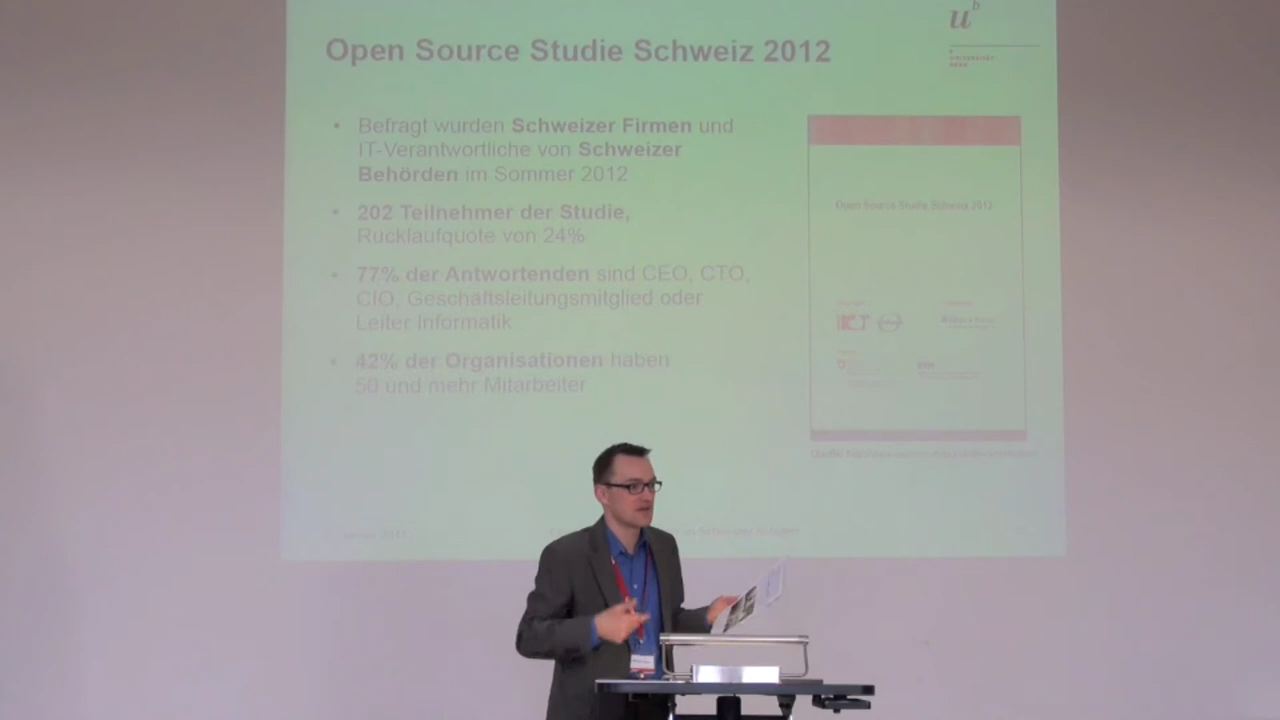 Open Source Studie Schweiz 2012
u
b
UNIVERSITÄT
BERN
• Befragt wurden Schweizer Firmen und
IT-Verantwortliche von Schweizer
Behörden im Sommer 2012
• 202 Teilnehmer der Studie,
Rücklaufquote von 24%
• 77% der Antwortenden sind CEO, CTO,
CIO, Geschäftsleitungsmitglied oder
Leiter Informatik
• 42% der Organisationen haben
50 und mehr Mitarbeiter
Open Source Studie Schweiz 2012